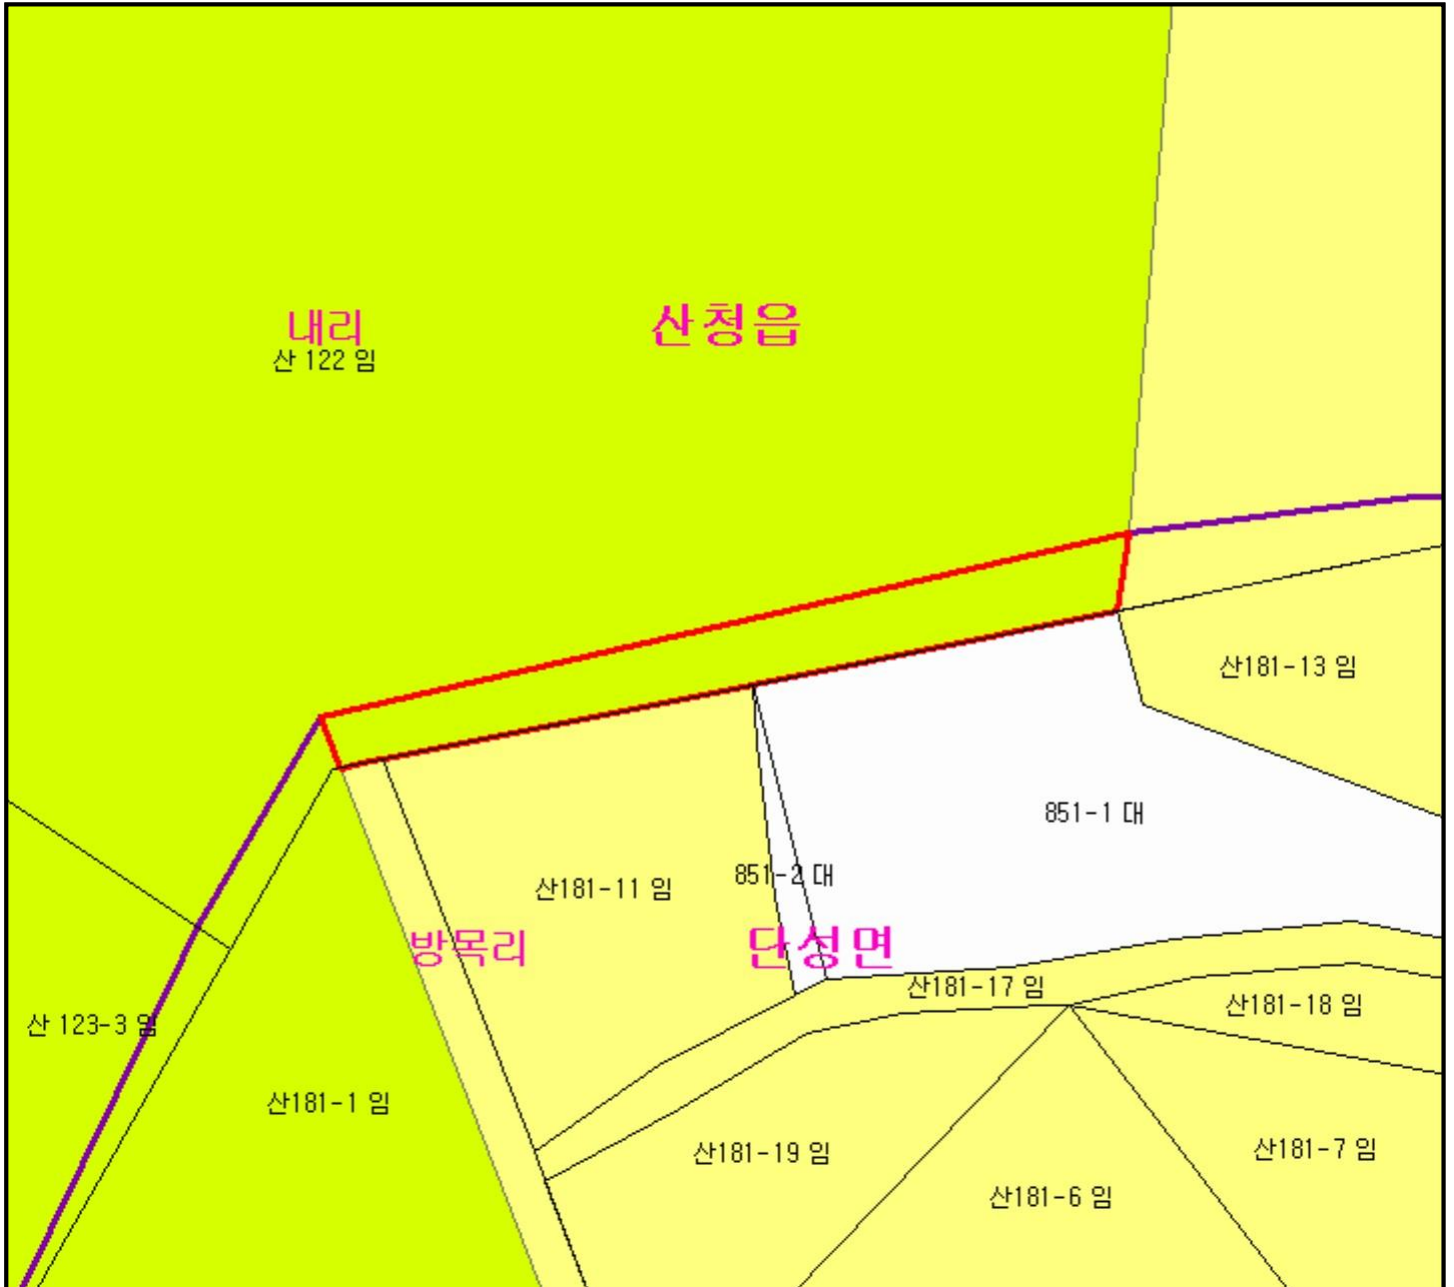 내리
산청읍
산 122 임
산181-13 임
851-1 대
851-2 대
산181-11 임
방목리
단성면
산181-17 임
산181-18 임
산 123-3 임
산181-1 임
산181-19 임
산181-7 임
산181-6 임